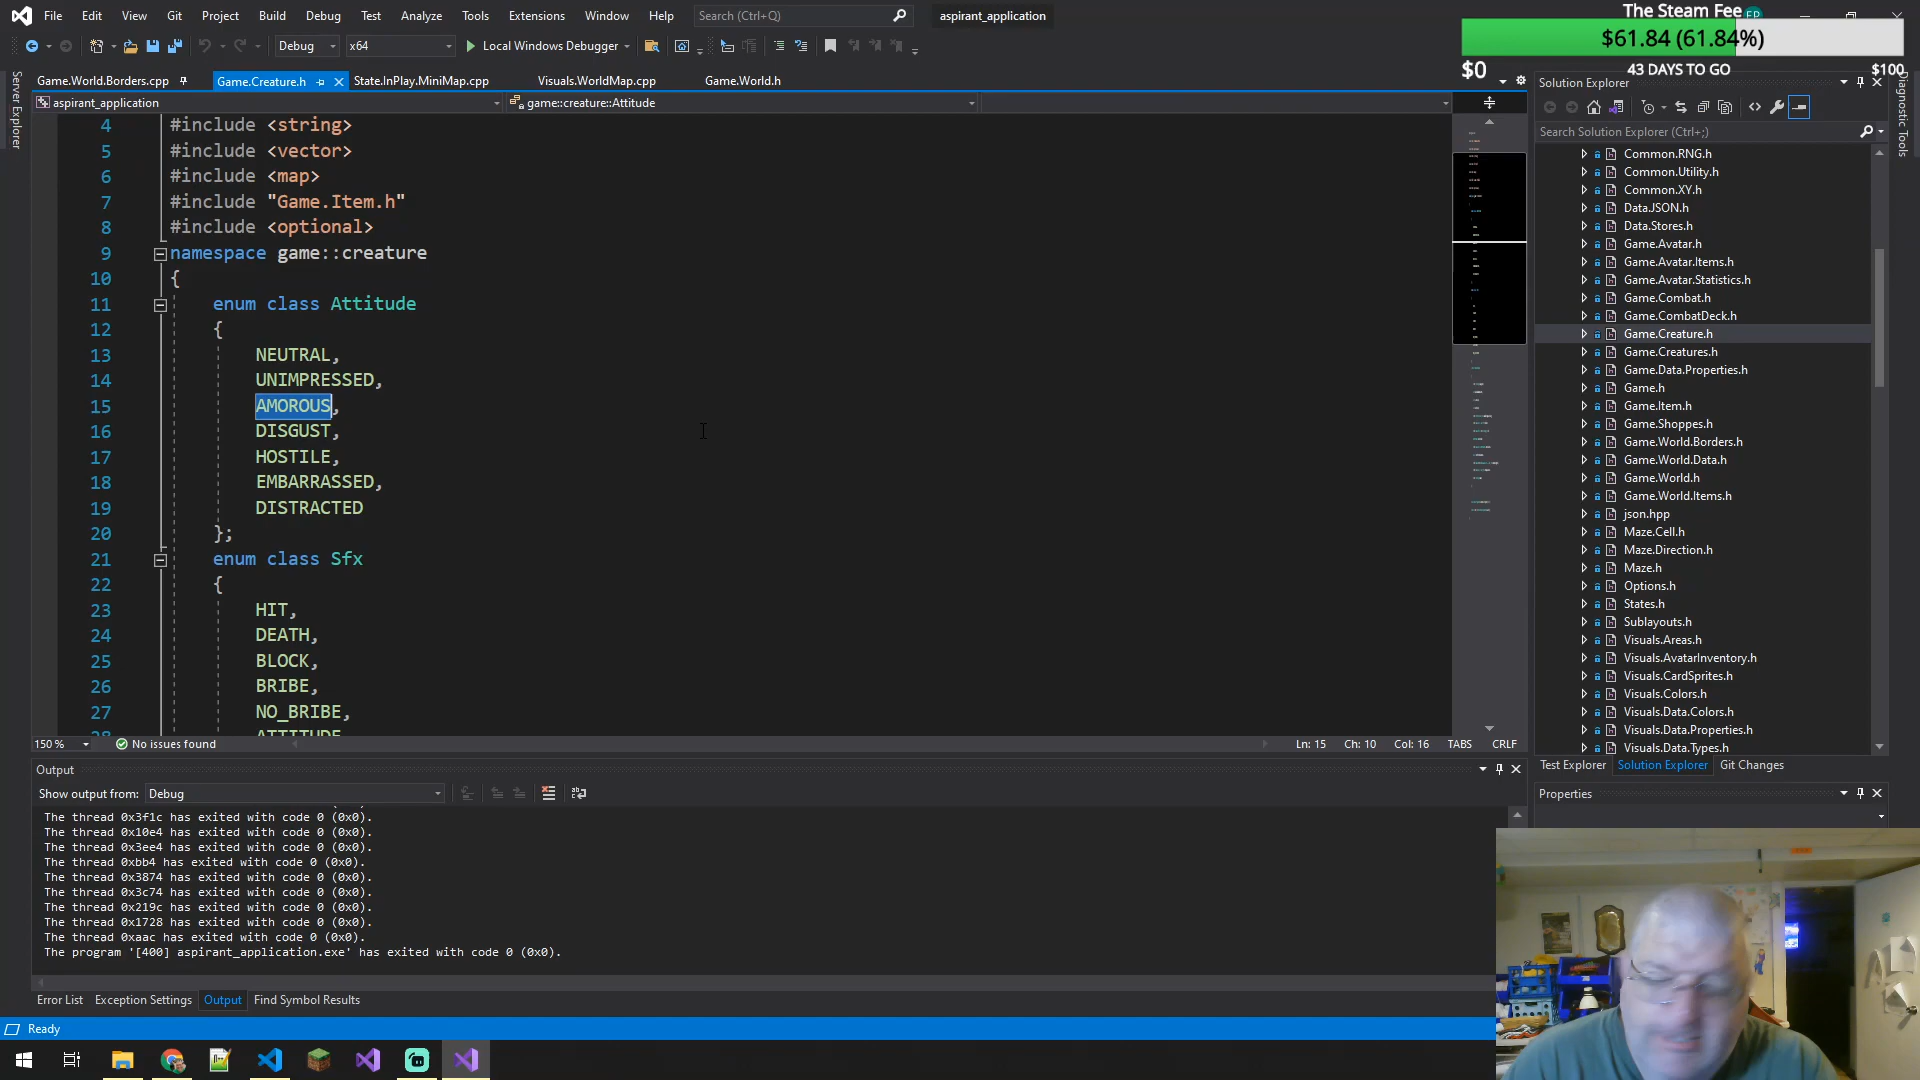 File Edit View Git Project Build Debug Test Analyze Tools Extensions Window Help Search (Ctrl+Q) aspirant_application
The Steam Fee
$61.84 (61.84%)
$0 43 DAYS TO GO $100
Debug x64 Local Windows Debugger
Server Explorer
Diagnostic Tools
Game.World.Borders.cpp Game.Creature.h State.InPlay.MiniMap.cpp Visuals.WorldMap.cpp Game.World.h
aspirant_application game::creature::Attitude
4 #include <string>
5 #include <vector>
6 #include <map>
7 #include "Game.Item.h"
8 #include <optional>
9 namespace game::creature
10 {
11 enum class Attitude
12 {
13 NEUTRAL,
14 UNIMPRESSED,
15 AMOROUS,
16 DISGUST,
17 HOSTILE,
18 EMBARRASSED,
19 DISTRACTED
20 };
21 enum class Sfx
22 {
23 HIT,
24 DEATH,
25 BLOCK,
26 BRIBE,
27 NO_BRIBE,
28 ATTITUDE
150 % No issues found Ln: 15 Ch: 10 Col: 16 TABS CRLF
Output
Show output from: Debug
The thread 0x3f1c has exited with code 0 (0x0).
The thread 0x10e4 has exited with code 0 (0x0).
The thread 0x3ee4 has exited with code 0 (0x0).
The thread 0xbb4 has exited with code 0 (0x0).
The thread 0x3874 has exited with code 0 (0x0).
The thread 0x3c74 has exited with code 0 (0x0).
The thread 0x219c has exited with code 0 (0x0).
The thread 0x1728 has exited with code 0 (0x0).
The thread 0xaac has exited with code 0 (0x0).
The program '[400] aspirant_application.exe' has exited with code 0 (0x0).
Error List Exception Settings Output Find Symbol Results
Ready
Solution Explorer
Search Solution Explorer (Ctrl+;)
Common.RNG.h
Common.Utility.h
Common.XY.h
Data.JSON.h
Data.Stores.h
Game.Avatar.h
Game.Avatar.Items.h
Game.Avatar.Statistics.h
Game.Combat.h
Game.CombatDeck.h
Game.Creature.h
Game.Creatures.h
Game.Data.Properties.h
Game.h
Game.Item.h
Game.Shoppes.h
Game.World.Borders.h
Game.World.Data.h
Game.World.h
Game.World.Items.h
json.hpp
Maze.Cell.h
Maze.Direction.h
Maze.h
Options.h
States.h
Sublayouts.h
Visuals.Areas.h
Visuals.AvatarInventory.h
Visuals.CardSprites.h
Visuals.Colors.h
Visuals.Data.Colors.h
Visuals.Data.Properties.h
Visuals.Data.Types.h
Test Explorer Solution Explorer Git Changes
Properties